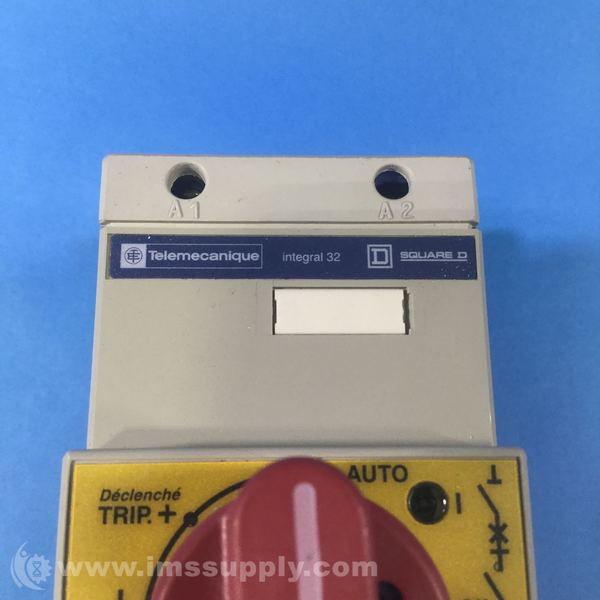 A1 A2
Telemecanique integral 32 D SQUARE D
Déclenché
TRIP. +
AUTO
I
www.imssupply.com